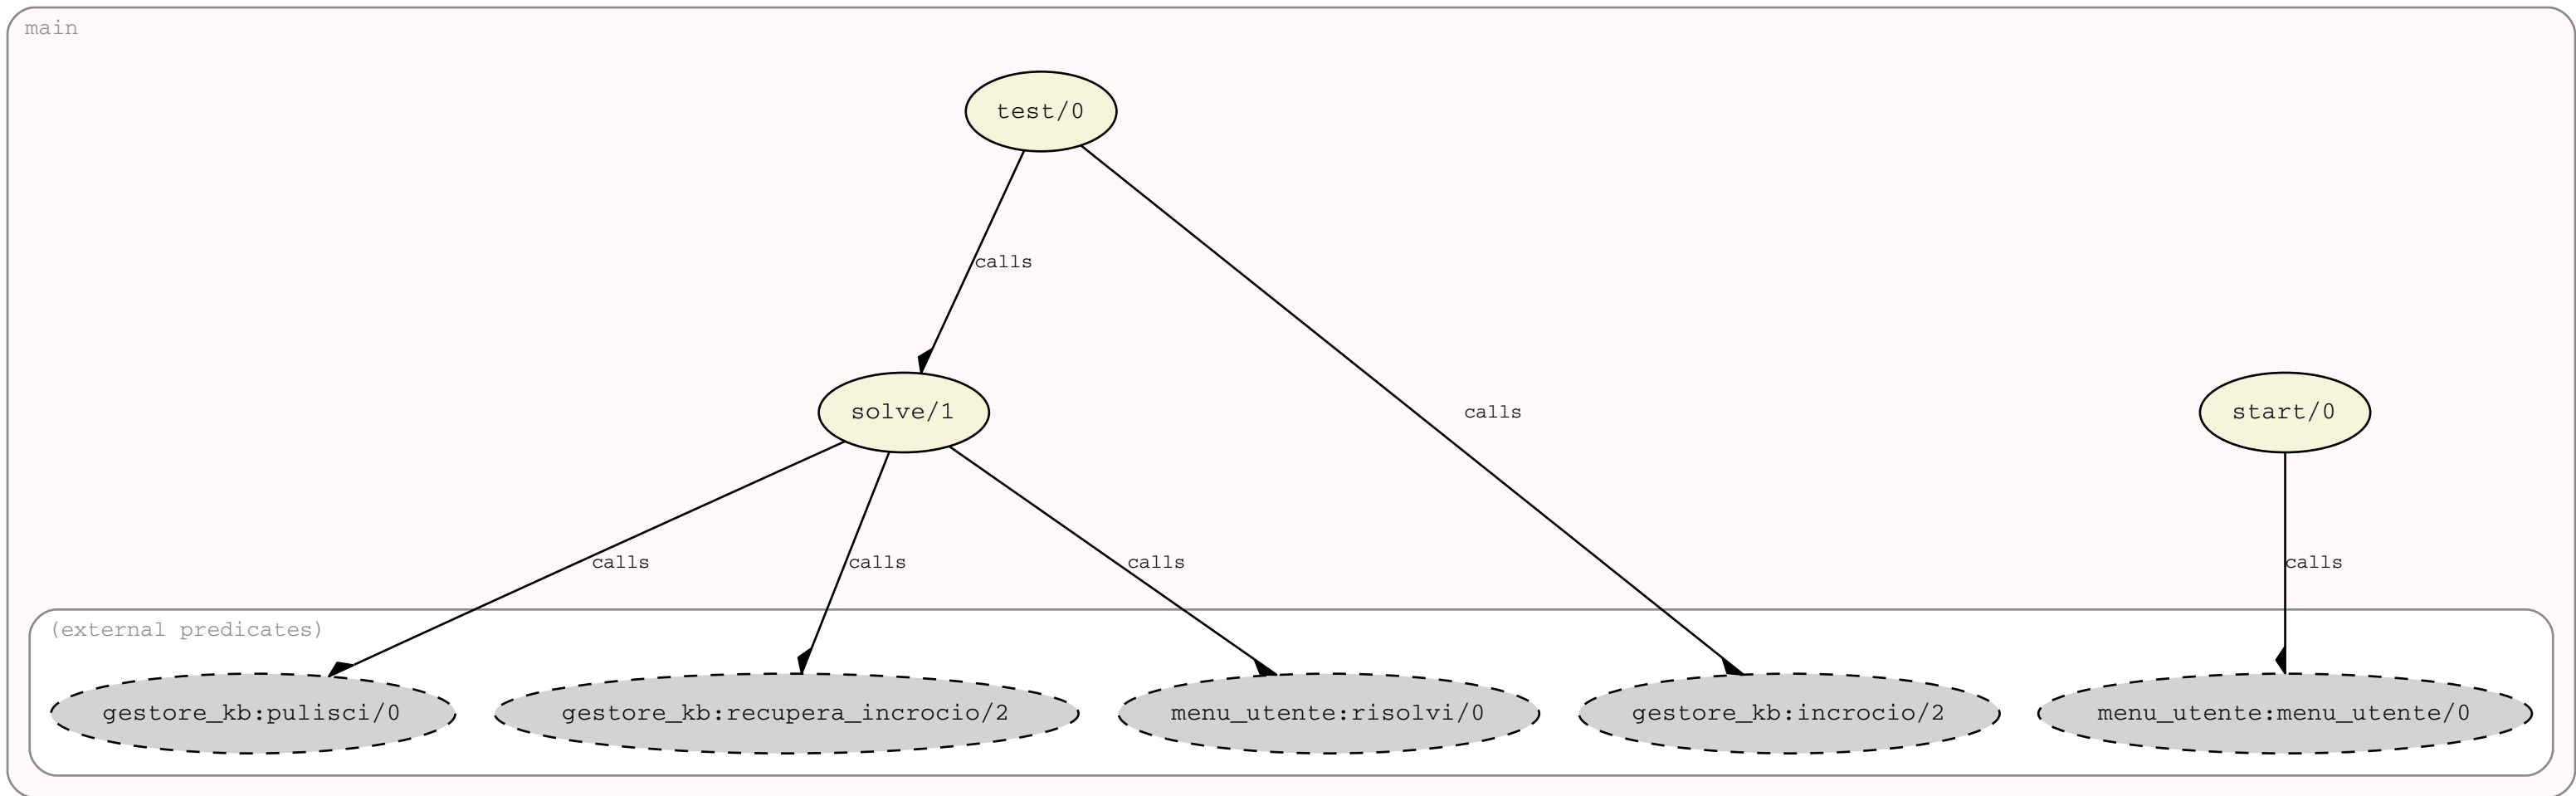 main
test/0
calls
solve/1
calls
start/0
calls
calls
calls
calls
(external predicates)
gestore_kb:pulisci/0
gestore_kb:recupera_incrocio/2
menu_utente:risolvi/0
gestore_kb:incrocio/2
menu_utente:menu_utente/0